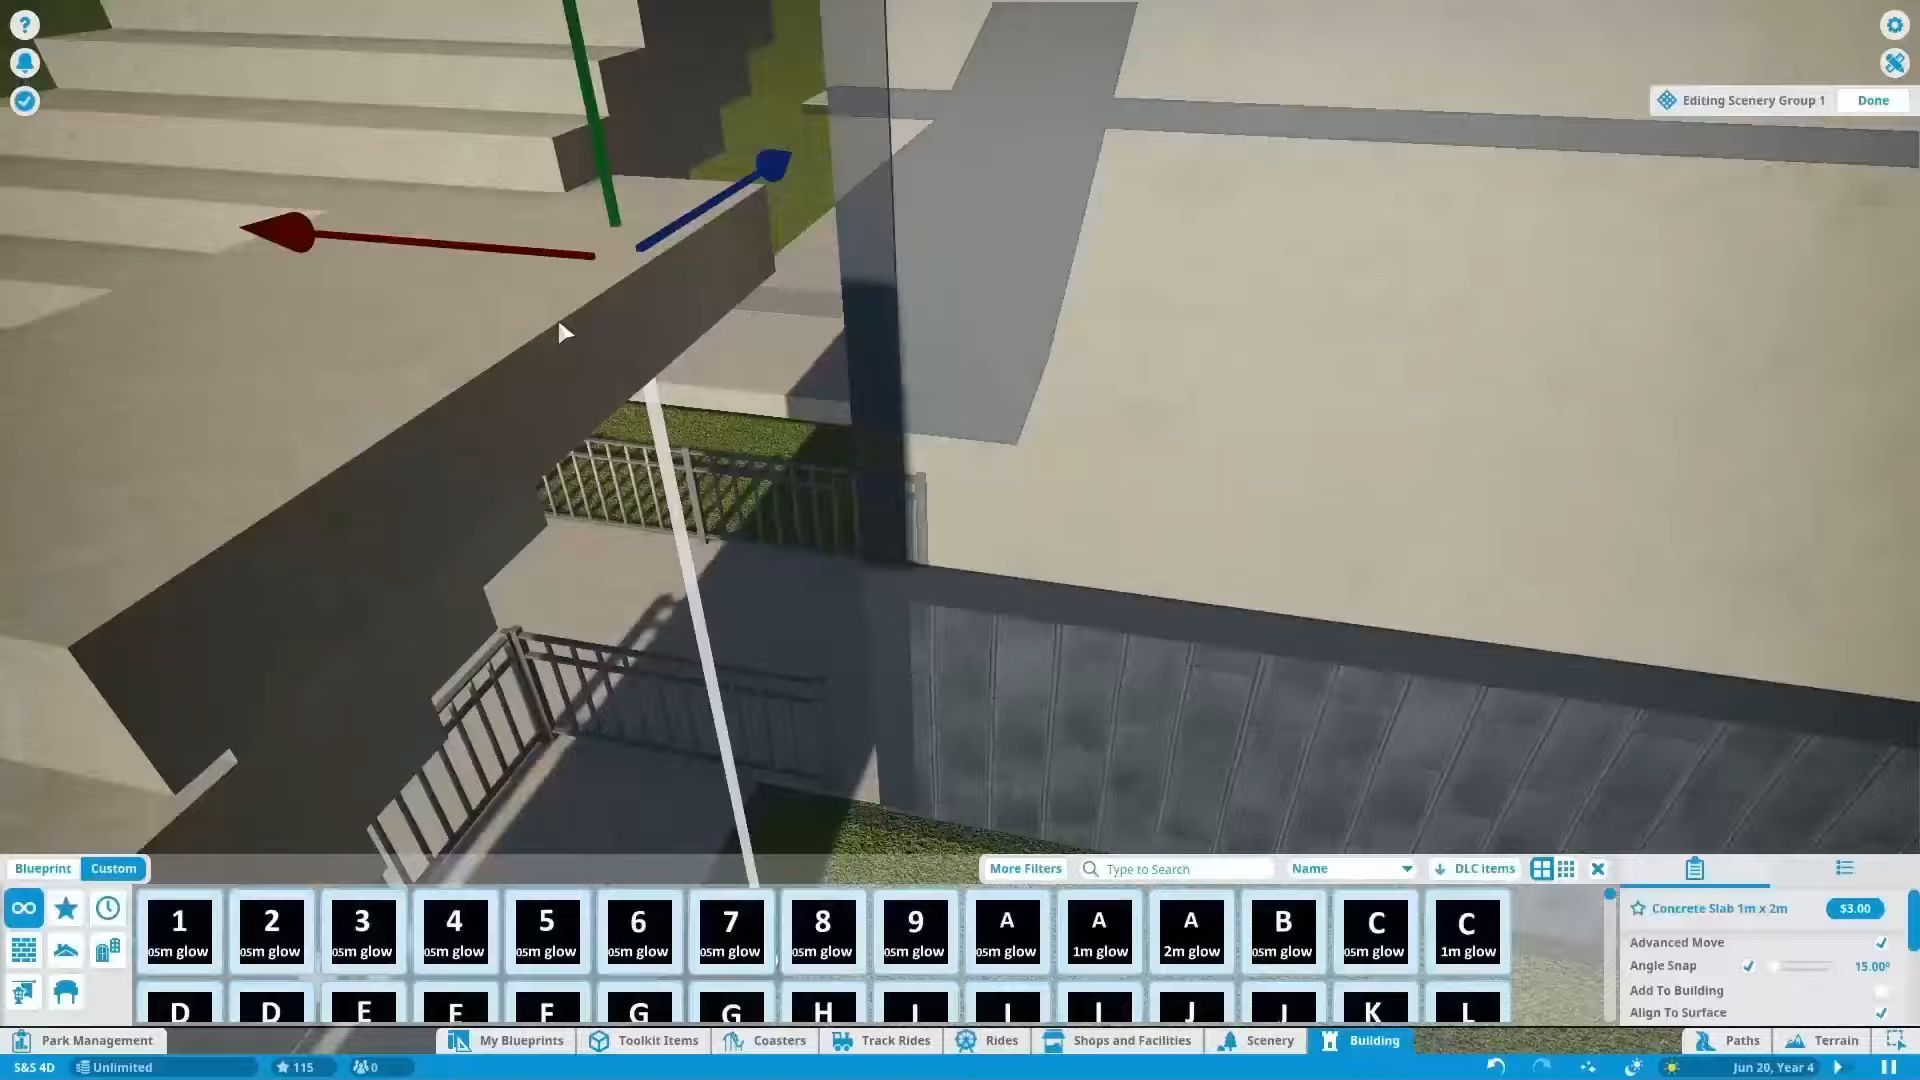 ?
Editing Scenery Group 1
Done
Blueprint
Custom
More Filters
Type to Search
Name
DLC items
1
05m glow
2
05m glow
3
05m glow
4
05m glow
5
05m glow
6
05m glow
7
05m glow
8
05m glow
9
05m glow
A
05m glow
A
1m glow
A
2m glow
B
05m glow
C
05m glow
C
1m glow
D
D
G
G
H
J
K
L
Concrete Slab 1m x 2m
$3.00
Advanced Move
Angle Snap
15.00°
Add To Building
Align To Surface
Park Management
My Blueprints
Toolkit Items
Coasters
Track Rides
Rides
Shops and Facilities
Scenery
Building
Paths
Terrain
S&S 4D
Unlimited
115
0
Jun 20, Year 4